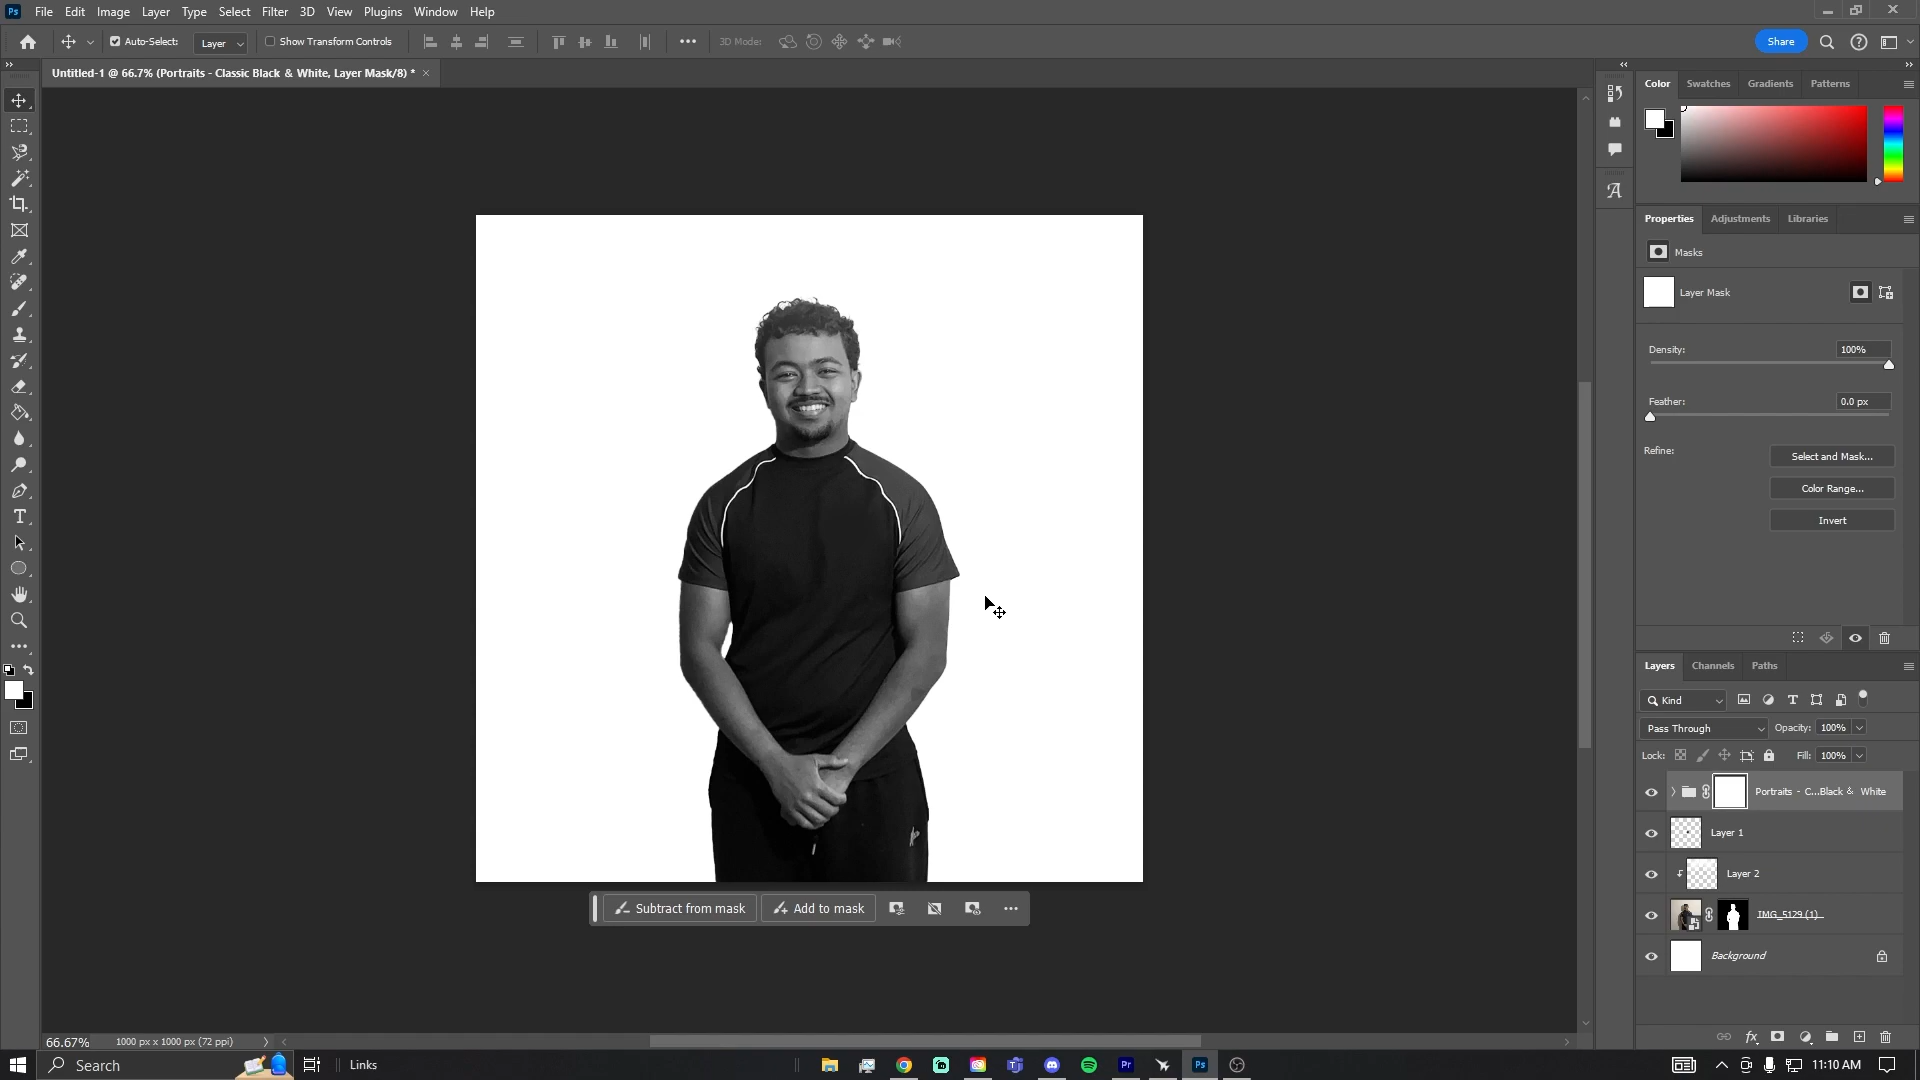 Ps File Edit Image Layer Type Select Filter 3D View Plugins Window Help
Auto-Select: Layer Show Transform Controls 3D Mode: Share
Untitled-1 @ 66.7% (Portraits - Classic Black & White, Layer Mask/8) *
Color Swatches Gradients Patterns
Properties Adjustments Libraries
Masks
Layer Mask
Density: 100%
Feather: 0.0 px
Refine: Select and Mask...
Color Range...
Invert
Layers Channels Paths
Kind
Pass Through Opacity: 100%
Lock: Fill: 100%
Portraits - C...Black & White
Layer 1
Layer 2
IMG_5129 (1)
Background
fx
Subtract from mask Add to mask
66.67% 1000 px x 1000 px (72 ppi)
Search Links Pr Ps 11:10 AM